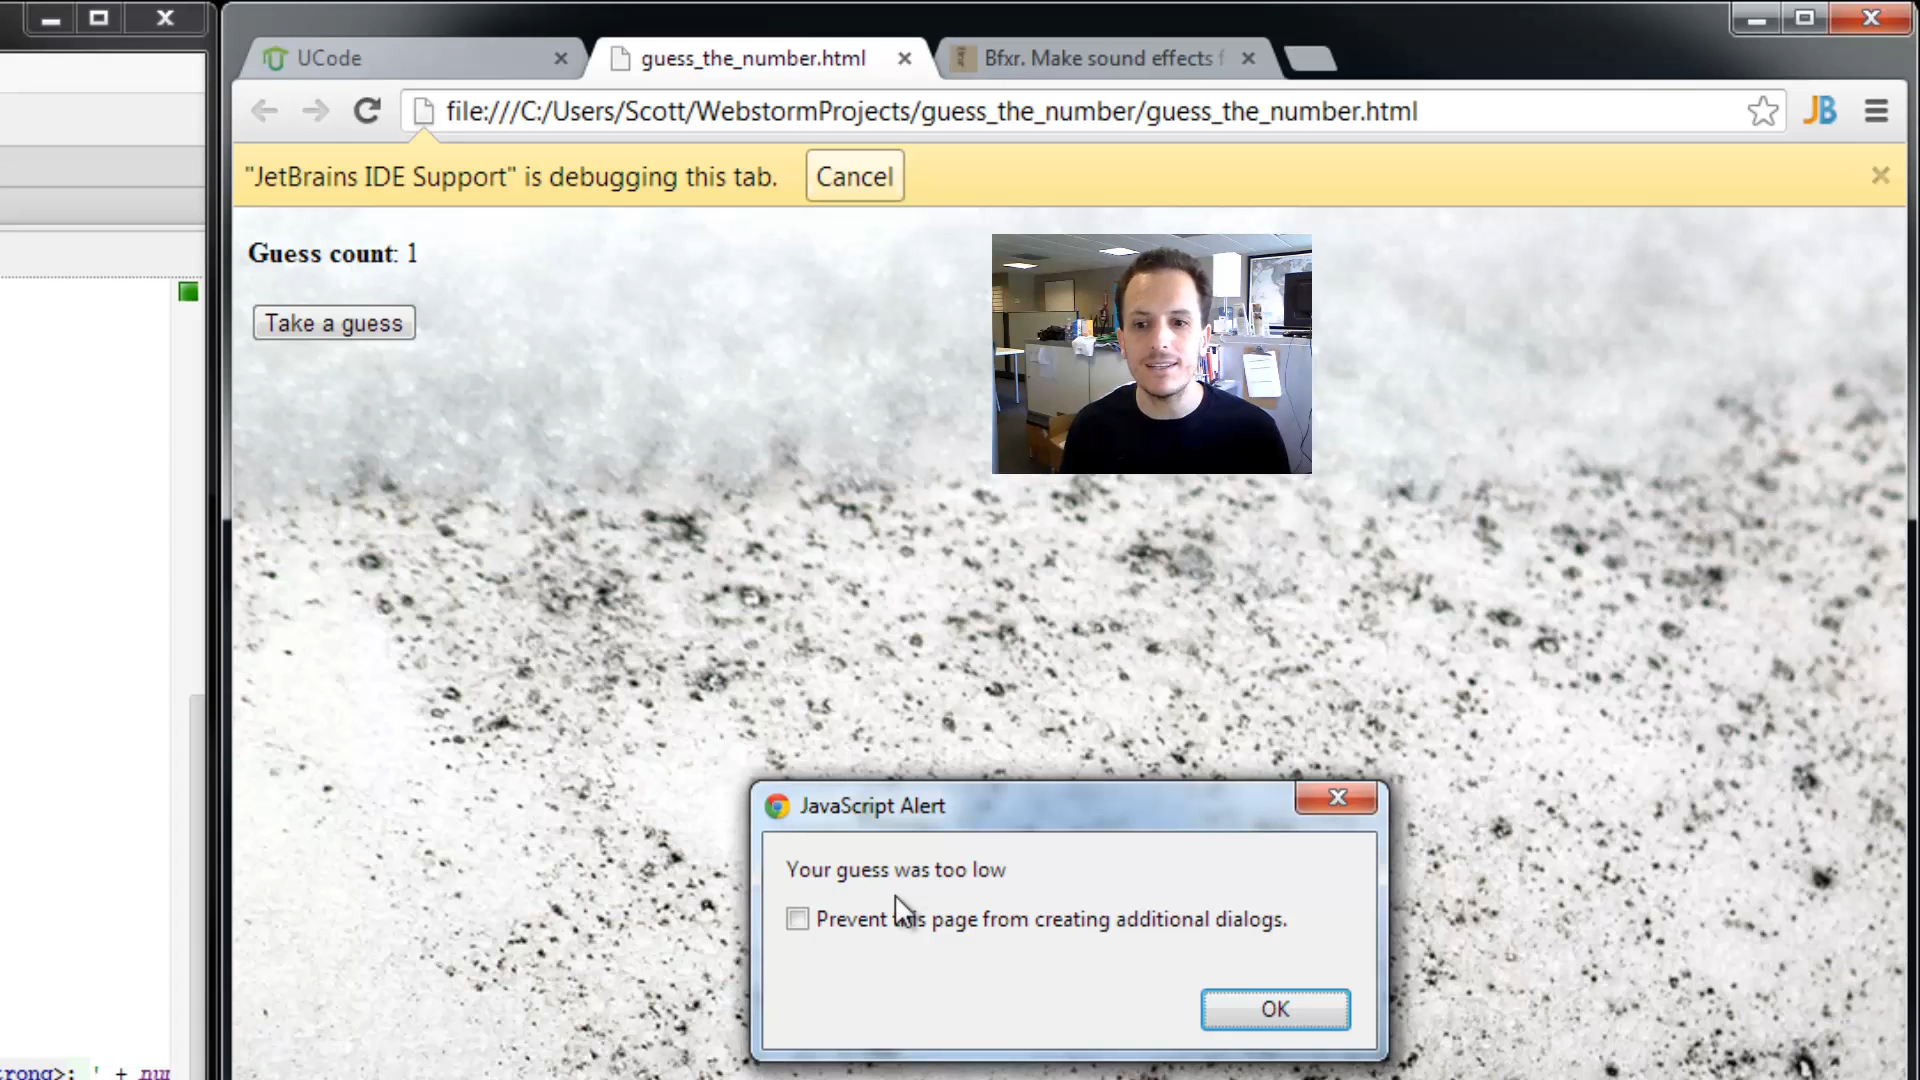 UCode
guess_the_number.html
Bfxr. Make sound effects f
file:///C:/Users/Scott/WebstormProjects/guess_the_number/guess_the_number.html
JB
"JetBrains IDE Support" is debugging this tab.
Cancel
Guess count: 1
Take a guess
JavaScript Alert
Your guess was too low
Prevent this page from creating additional dialogs.
OK
trong>: ' + nur